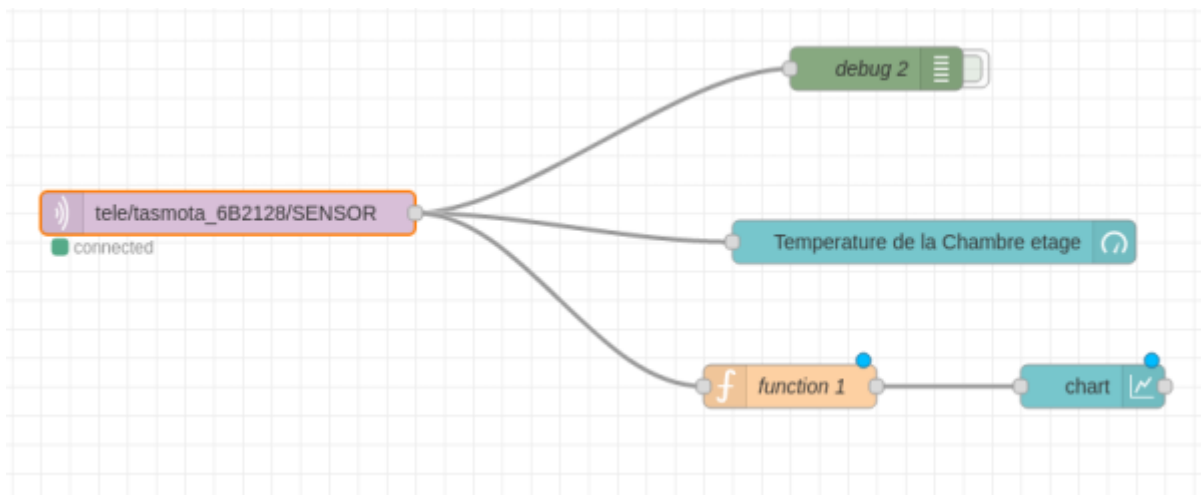 debug 2
tele/tasmota_6B2128/SENSOR
connected
Temperature de la Chambre etage
function 1
chart